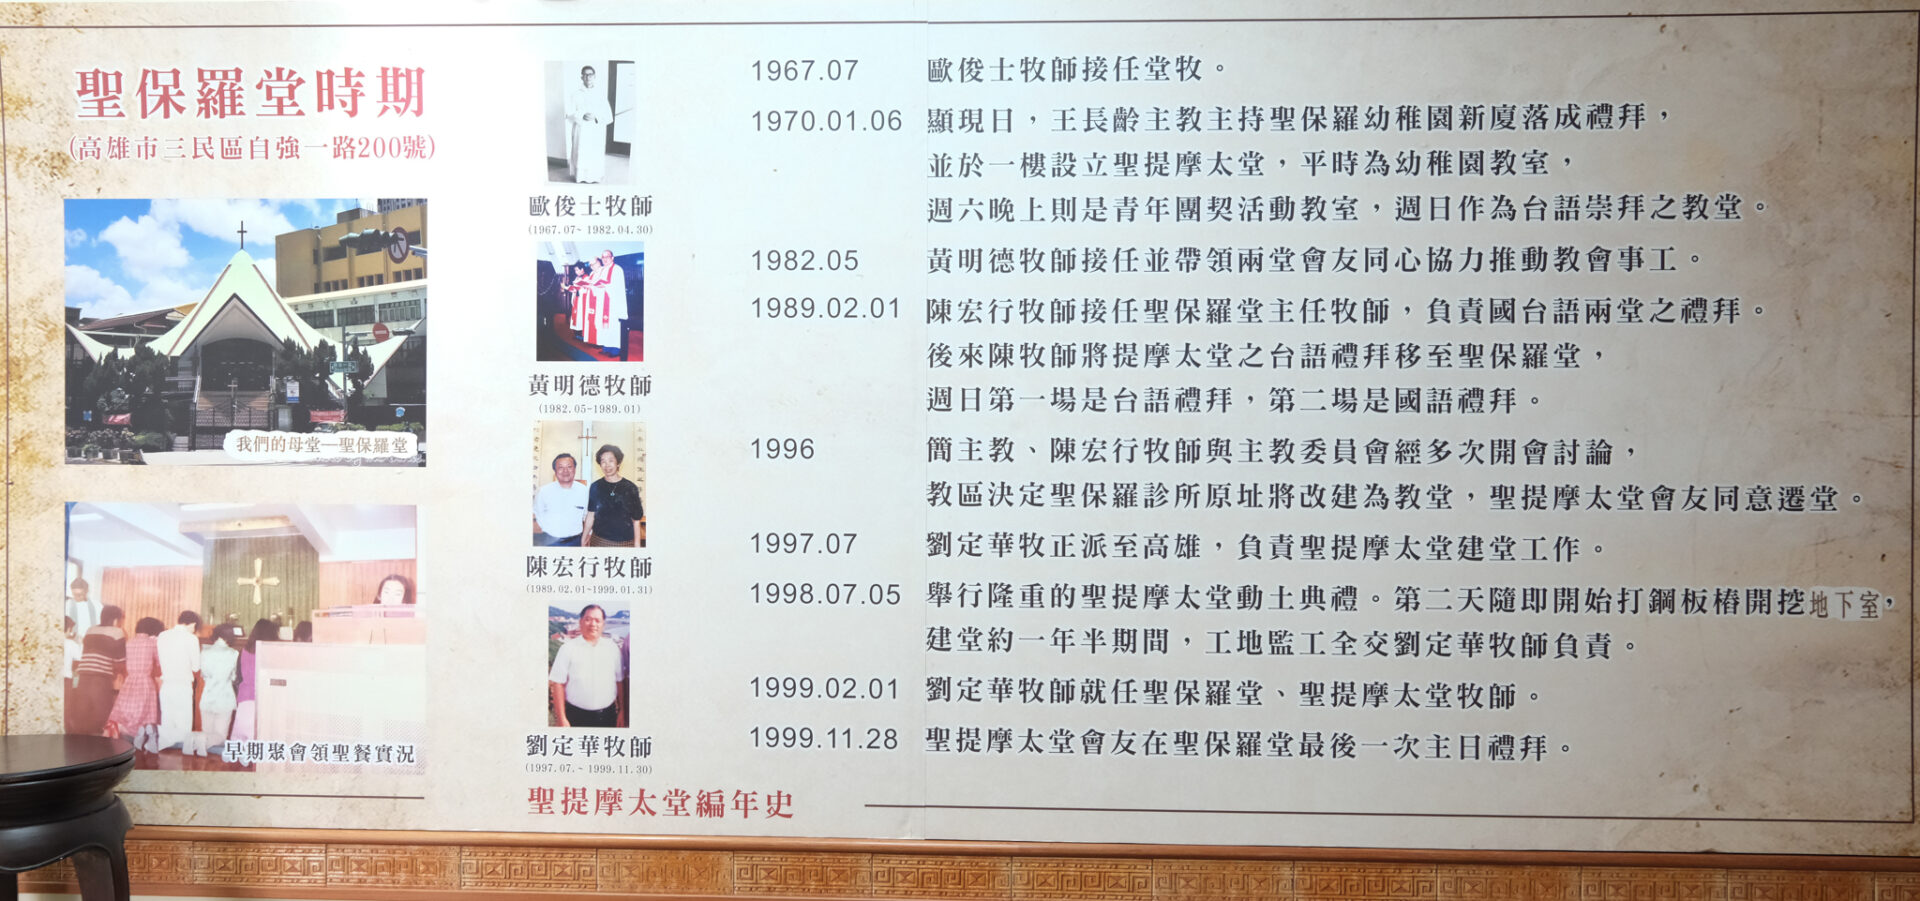 聖保羅堂時期
(高雄市三民區自強一路200號)
我們的母堂—聖保羅堂
早期聚會領聖餐實況
歐俊士牧師
(1967.07~ 1982.04.30)
黃明德牧師
(1982.05~1989.01)
陳宏行牧師
(1989.02.01~1999.01.31)
劉定華牧師
(1997.07. ~ 1999.11.30)
聖提摩太堂編年史
1967.07 歐俊士牧師接任堂牧。
1970.01.06 顯現日，王長齡主教主持聖保羅幼稚園新廈落成禮拜，
並於一樓設立聖提摩太堂，平時為幼稚園教室，
週六晚上則是青年團契活動教室，週日作為台語崇拜之教堂。
1982.05 黃明德牧師接任並帶領兩堂會友同心協力推動教會事工。
1989.02.01 陳宏行牧師接任聖保羅堂主任牧師，負責國台語兩堂之禮拜。
後來陳牧師將提摩太堂之台語禮拜移至聖保羅堂，
週日第一場是台語禮拜，第二場是國語禮拜。
1996 簡主教、陳宏行牧師與主教委員會經多次開會討論，
教區決定聖保羅診所原址將改建為教堂，聖提摩太堂會友同意遷堂。
1997.07 劉定華牧正派至高雄，負責聖提摩太堂建堂工作。
1998.07.05 舉行隆重的聖提摩太堂動土典禮。第二天隨即開始打鋼板樁開挖地下室，
建堂約一年半期間，工地監工全交劉定華牧師負責。
1999.02.01 劉定華牧師就任聖保羅堂、聖提摩太堂牧師。
1999.11.28 聖提摩太堂會友在聖保羅堂最後一次主日禮拜。